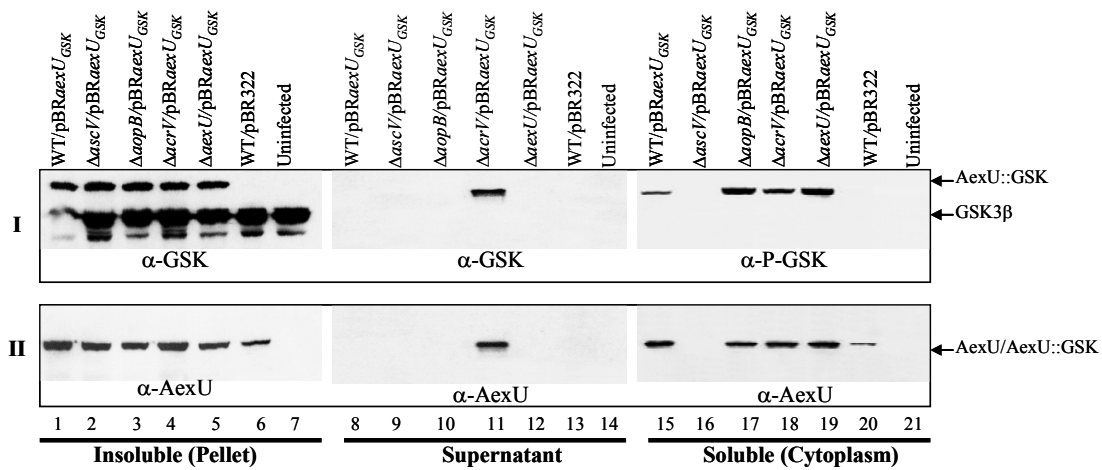 WT/pBRaexU_GSK
ΔascV/pBRaexU_GSK
ΔaopB/pBRaexU_GSK
ΔacrV/pBRaexU_GSK
ΔaexU/pBRaexU_GSK
WT/pBR322
Uninfected
WT/pBRaexU_GSK
ΔascV/pBRaexU_GSK
ΔaopB/pBRaexU_GSK
ΔacrV/pBRaexU_GSK
ΔaexU/pBRaexU_GSK
WT/pBR322
Uninfected
WT/pBRaexU_GSK
ΔascV/pBRaexU_GSK
ΔaopB/pBRaexU_GSK
ΔacrV/pBRaexU_GSK
ΔaexU/pBRaexU_GSK
WT/pBR322
Uninfected
AexU::GSK
GSK3β
I
α-GSK α-GSK α-P-GSK
II
AexU/AexU::GSK
α-AexU α-AexU α-AexU
1 2 3 4 5 6 7 8 9 10 11 12 13 14 15 16 17 18 19 20 21
Insoluble (Pellet) Supernatant Soluble (Cytoplasm)